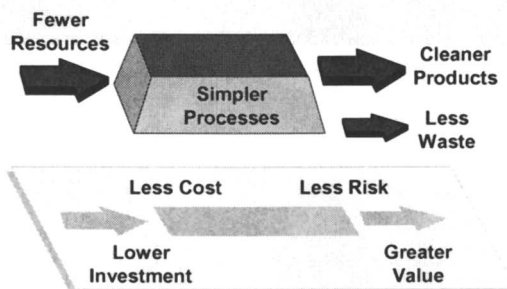 Fewer
Resources
Cleaner
Products
Simpler
Processes
Less
Waste
Less Cost
Less Risk
Lower
Investment
Greater
Value